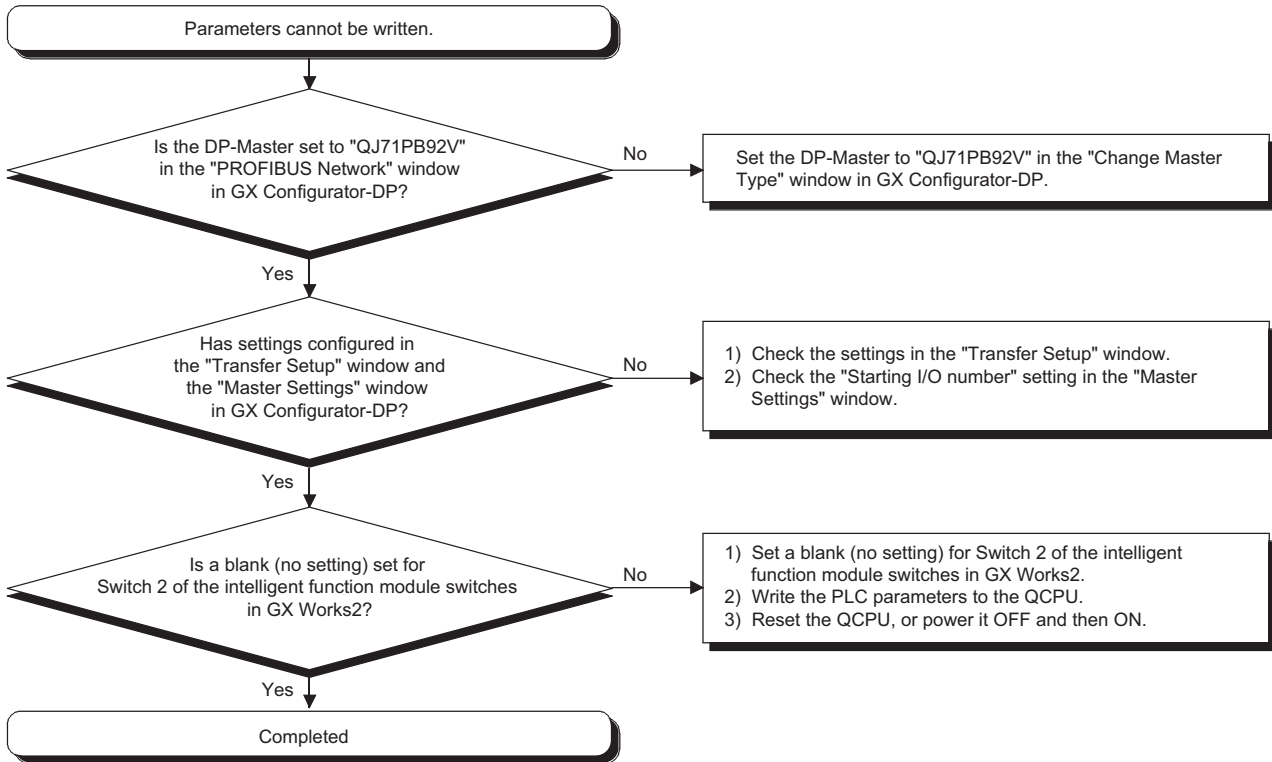 Parameters cannot be written.
Is the DP-Master set to "QJ71PB92V"
in the "PROFIBUS Network" window
in GX Configurator-DP?
No
Set the DP-Master to "QJ71PB92V" in the "Change Master
Type" window in GX Configurator-DP.
Yes
Has settings configured in
the "Transfer Setup" window and
the "Master Settings" window
in GX Configurator-DP?
No
1) Check the settings in the "Transfer Setup" window.
2) Check the "Starting I/O number" setting in the "Master
Settings" window.
Yes
Is a blank (no setting) set for
Switch 2 of the intelligent function module switches
in GX Works2?
No
1) Set a blank (no setting) for Switch 2 of the intelligent
function module switches in GX Works2.
2) Write the PLC parameters to the QCPU.
3) Reset the QCPU, or power it OFF and then ON.
Yes
Completed